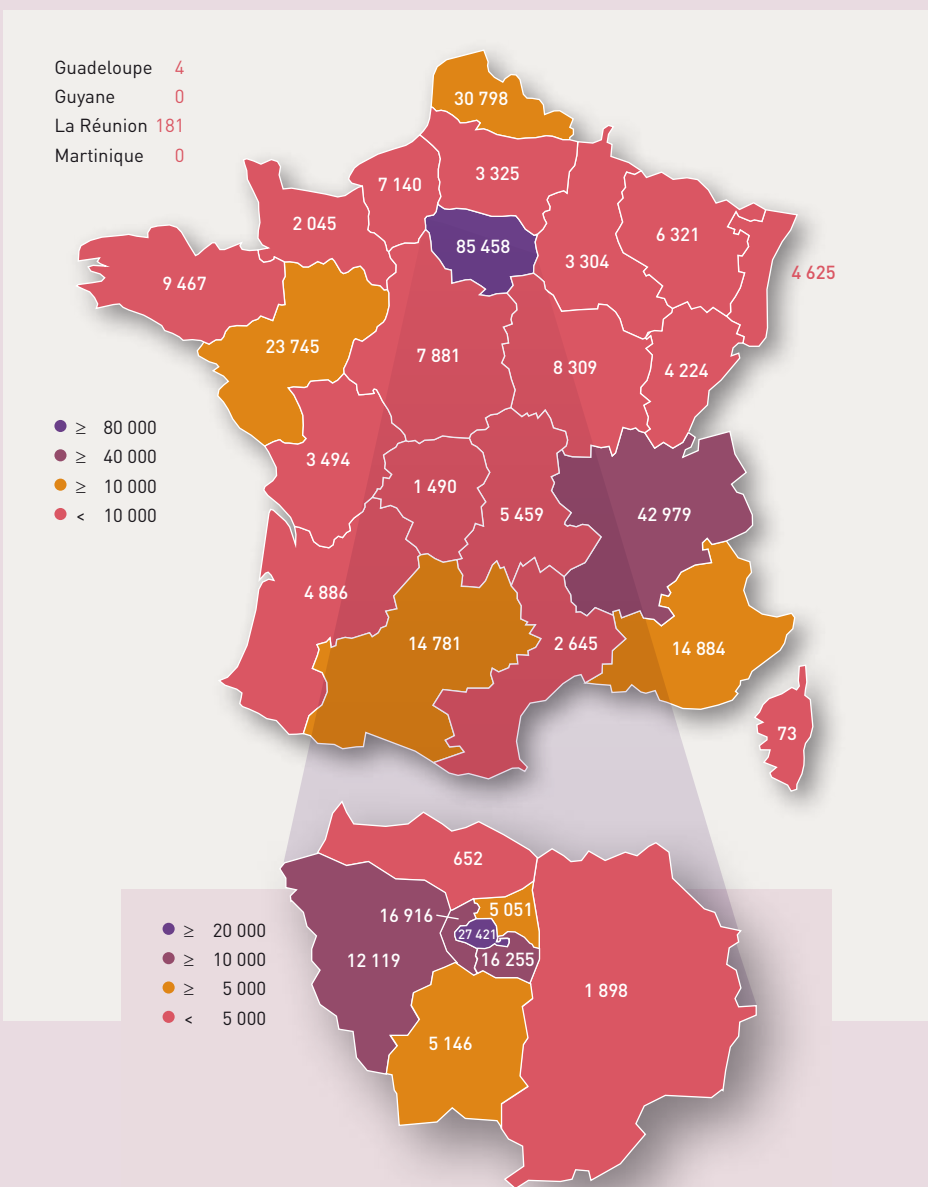 Guadeloupe 4
Guyane 0
La Réunion 181
Martinique 0
30 798
3 325
7 140
2 045
85 458
6 321
3 304
4 625
9 467
23 745
7 881
8 309
4 224
≥ 80 000
≥ 40 000
≥ 10 000
< 10 000
3 494
1 490
5 459
42 979
4 886
14 781
2 645
14 884
73
652
16 916
5 051
27 421
12 119
16 255
1 898
5 146
≥ 20 000
≥ 10 000
≥ 5 000
< 5 000